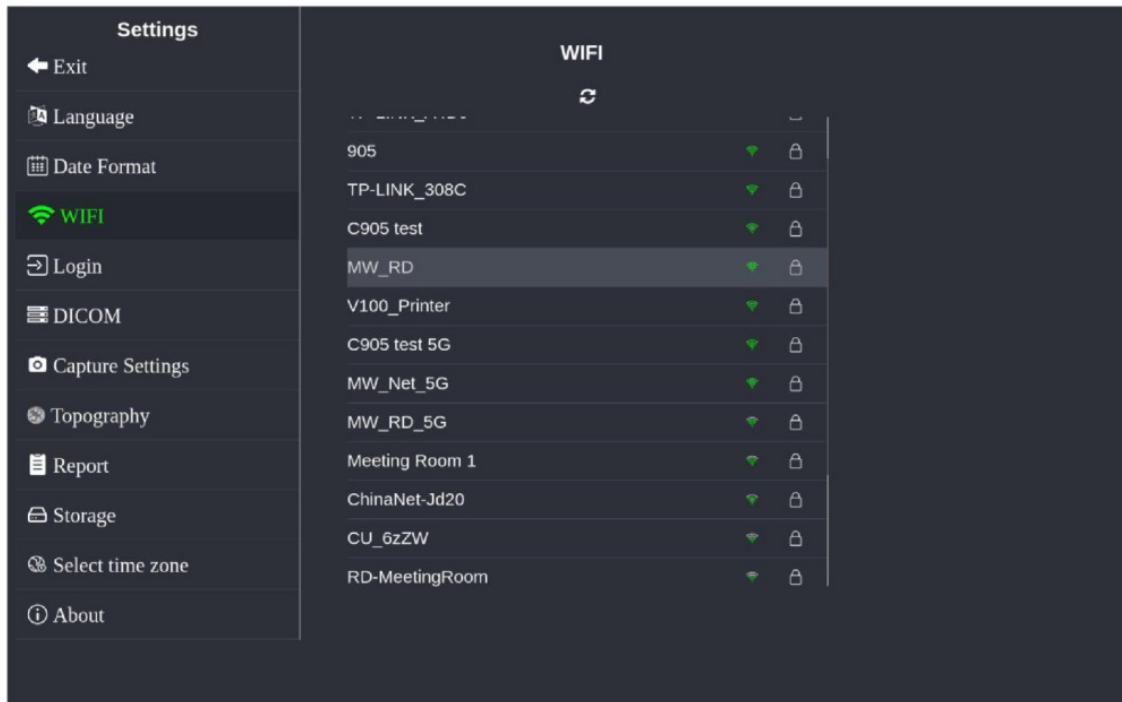 Settings
Exit
Language
Date Format
WIFI
Login
DICOM
Capture Settings
Topography
Report
Storage
Select time zone
About
WIFI
905
TP-LINK_308C
C905 test
MW_RD
V100_Printer
C905 test 5G
MW_Net_5G
MW_RD_5G
Meeting Room 1
ChinaNet-Jd20
CU_6zZW
RD-MeetingRoom